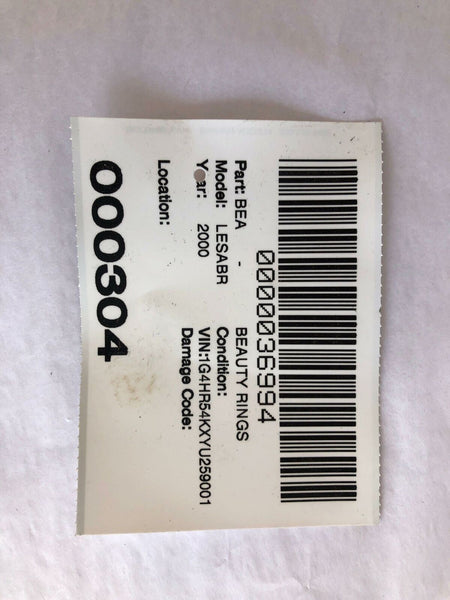 0000036994
Part: BEA - BEAUTY RINGS
Model: LESABR Condition:
Year: 2000 VIN:1G4HR54KXYU259001
Damage Code:
Location:
000304